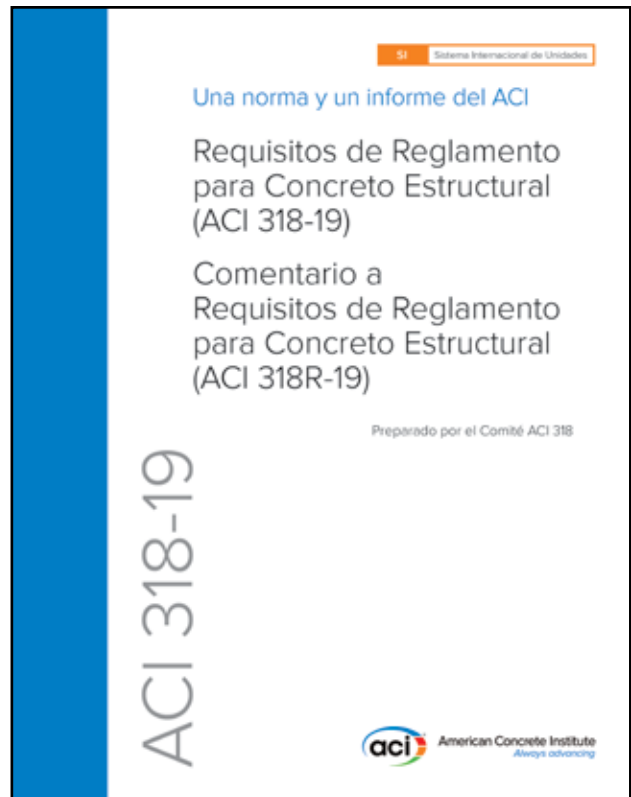 SI Sistema Internacional de Unidades
Una norma y un informe del ACI
Requisitos de Reglamento
para Concreto Estructural
(ACI 318-19)
Comentario a
Requisitos de Reglamento
para Concreto Estructural
(ACI 318R-19)
Preparado por el Comité ACI 318
ACI 318-19
aci American Concrete Institute
Always advancing